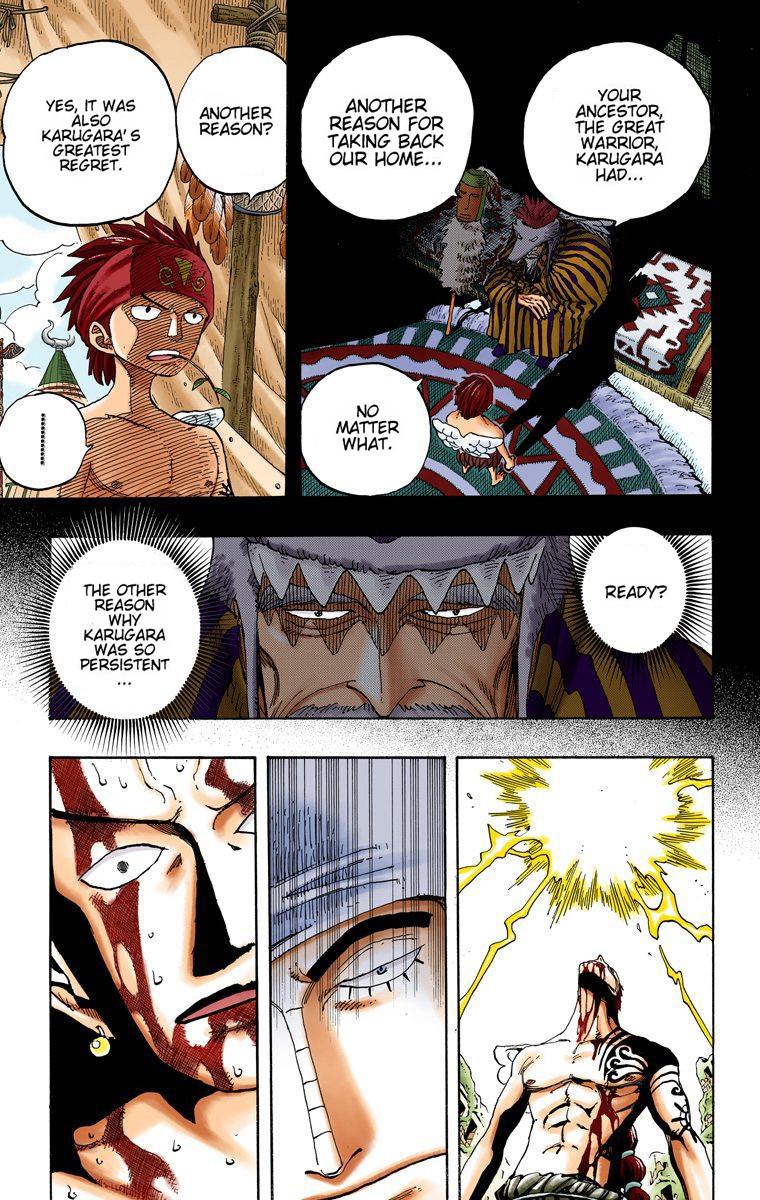 YOUR
ANCESTOR,
THE GREAT
WARRIOR,
KARUGARA
HAD...
ANOTHER
REASON FOR
TAKING BACK
OUR HOME...
NO
MATTER
WHAT.
ANOTHER
REASON?
YES, IT WAS
ALSO
KARUGARA'S
GREATEST
REGRET.
............
READY?
THE OTHER
REASON
WHY
KARUGARA
WAS SO
PERSISTENT
...